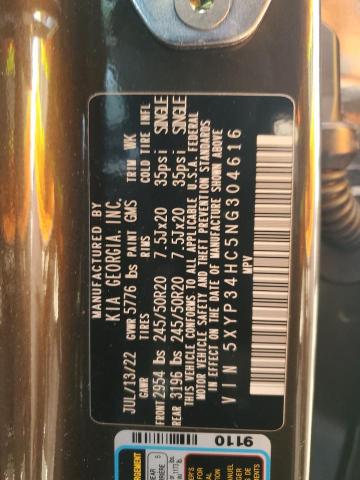 MANUFACTURED BY
KIA GEORGIA, INC.
JUL/13/22 GVWR 5776 lbs PAINT GMS TRIM WK
GAWR TIRES RIMS COLD TIRE INFL
FRONT 2954 lbs 245/50R20 7.5Jx20 35psi SINGLE
REAR 3196 lbs 245/50R20 7.5Jx20 35psi SINGLE
THIS VEHICLE CONFORMS TO ALL APPLICABLE U.S.A. FEDERAL
MOTOR VEHICLE SAFETY AND THEFT PREVENTION STANDARDS
IN EFFECT ON THE DATE OF MANUFACTURE SHOWN ABOVE
VIN 5XYP34HC5NG304616
MPV
9110